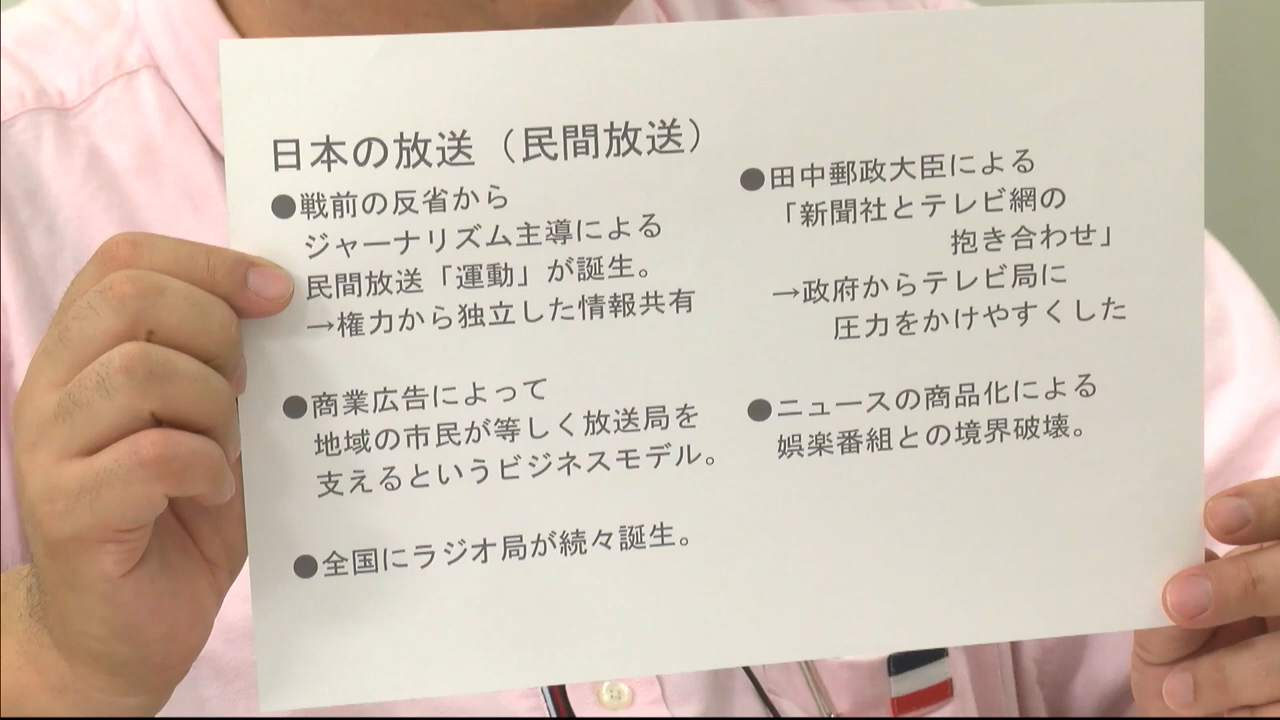 日本の放送（民間放送）
●戦前の反省から
ジャーナリズム主導による
民間放送「運動」が誕生。
→権力から独立した情報共有
●商業広告によって
地域の市民が等しく放送局を
支えるというビジネスモデル。
●全国にラジオ局が続々誕生。
●田中郵政大臣による
「新聞社とテレビ網の
抱き合わせ」
→政府からテレビ局に
圧力をかけやすくした
●ニュースの商品化による
娯楽番組との境界破壊。